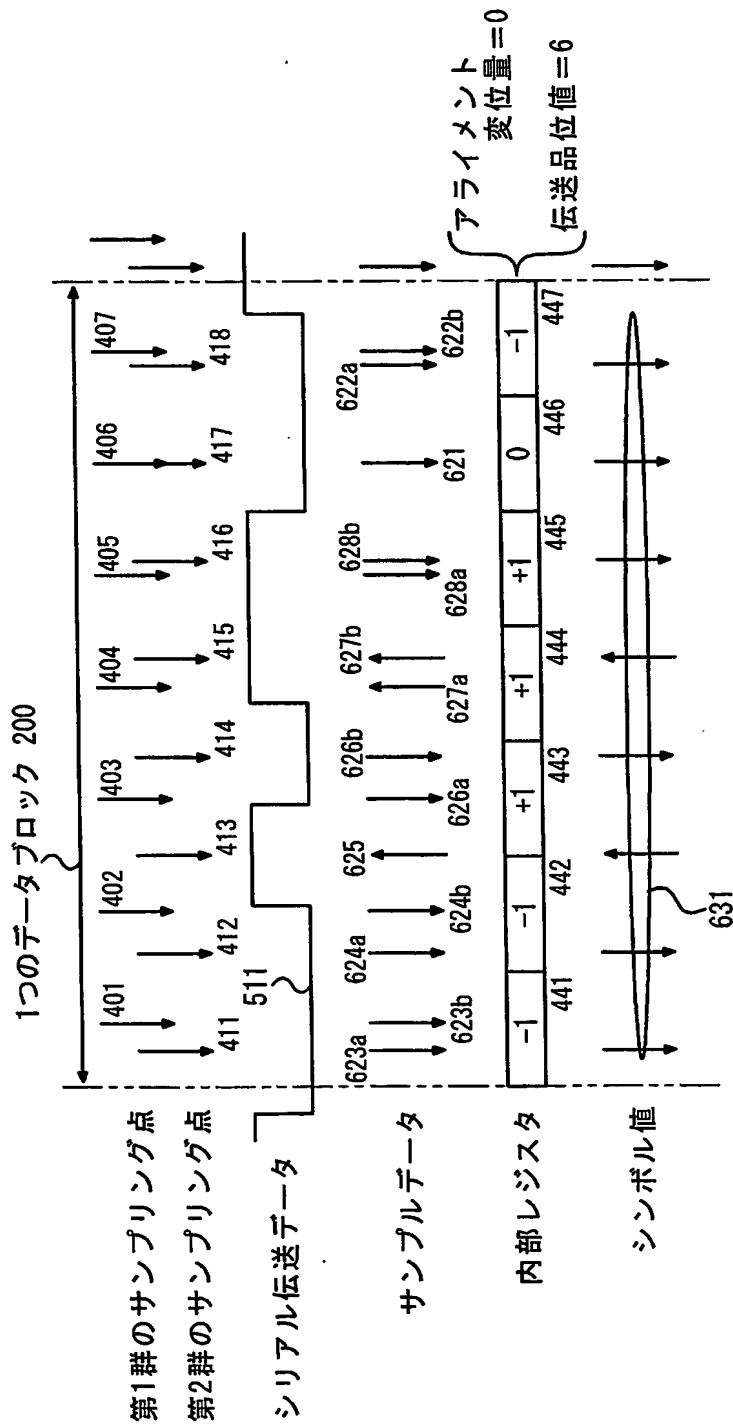 1つのデータブロック 200
第1群のサンプリング点
401 402 403 404 405 406 407
第2群のサンプリング点
411 412 413 414 415 416 417 418
シリアル伝送データ
511
サンプルデータ
623a 624a 625 626b 627b 628b 622a
623b 624b 626a 627a 628a 621 622b
内部レジスタ
-1 -1 +1 +1 +1 0 -1
441 442 443 444 445 446 447
アライメント
変位量=0
伝送品位値=6
シンボル値
631